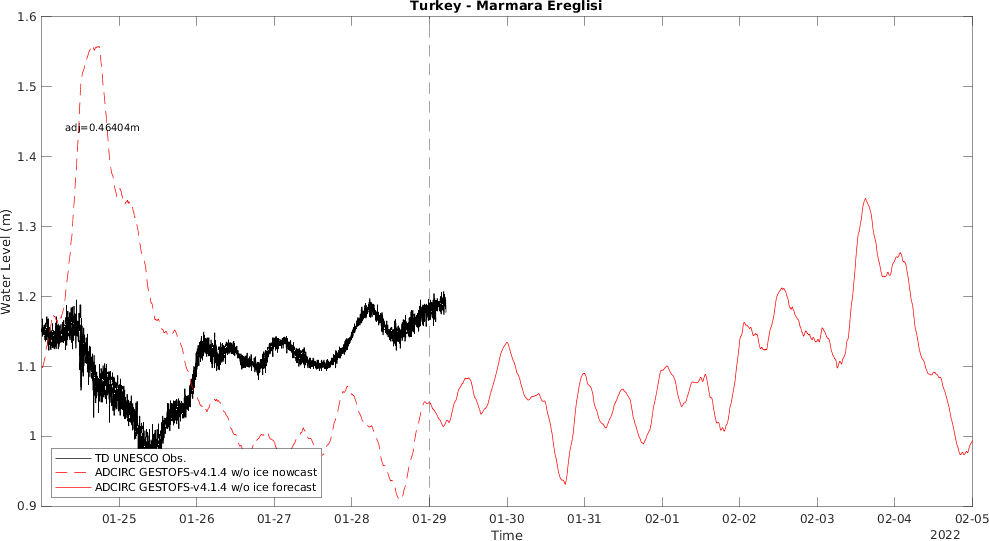 Turkey - Marmara Ereglisi
1.6
1.5
1.4
1.3
1.2
1.1
1
0.9
Water Level (m)
adj=0.46404m
TD UNESCO Obs.
ADCIRC GESTOFS-v4.1.4 w/o ice nowcast
ADCIRC GESTOFS-v4.1.4 w/o ice forecast
01-25 01-26 01-27 01-28 01-29 01-30 01-31 02-01 02-02 02-03 02-04 02-05
Time
2022